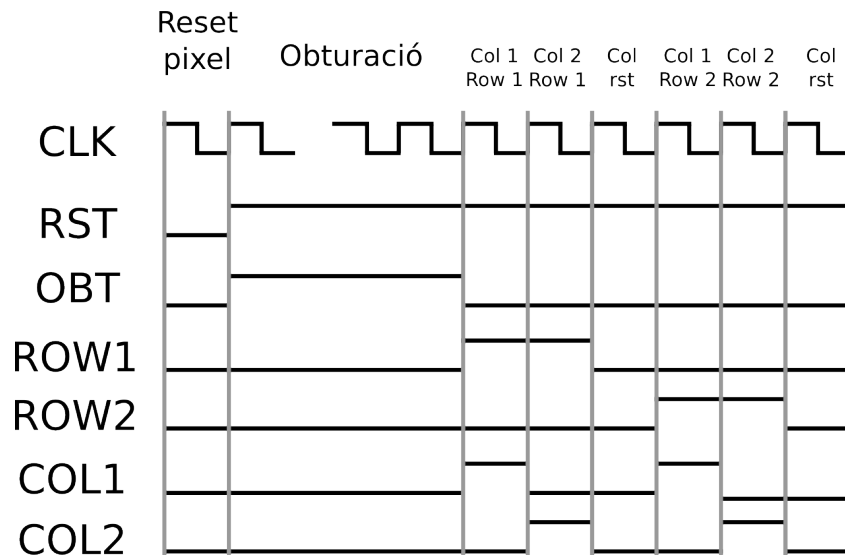 Reset
pixel
Obturació
Col 1
Row 1
Col 2
Row 1
Col
rst
Col 1
Row 2
Col 2
Row 2
Col
rst
CLK
RST
OBT
ROW1
ROW2
COL1
COL2